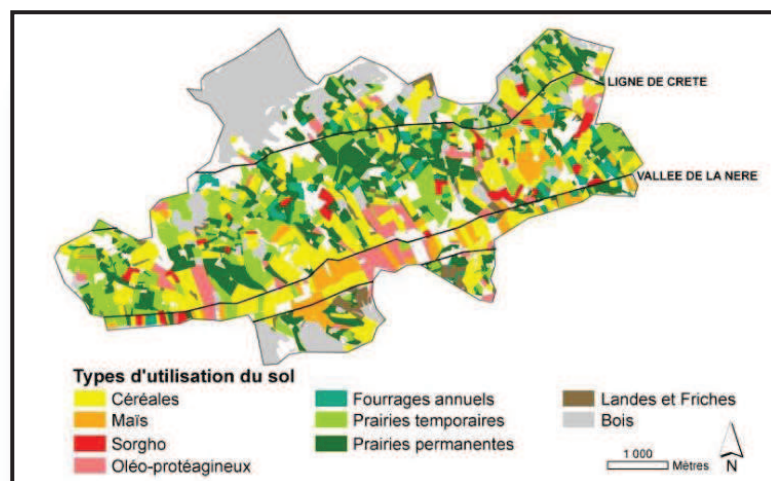 LIGNE DE CRETE
VALLEE DE LA NERE
Types d'utilisation du sol
Céréales
Maïs
Sorgho
Oléo-protéagineux
Fourrages annuels
Prairies temporaires
Prairies permanentes
Landes et Friches
Bois
1 000
Mètres
N